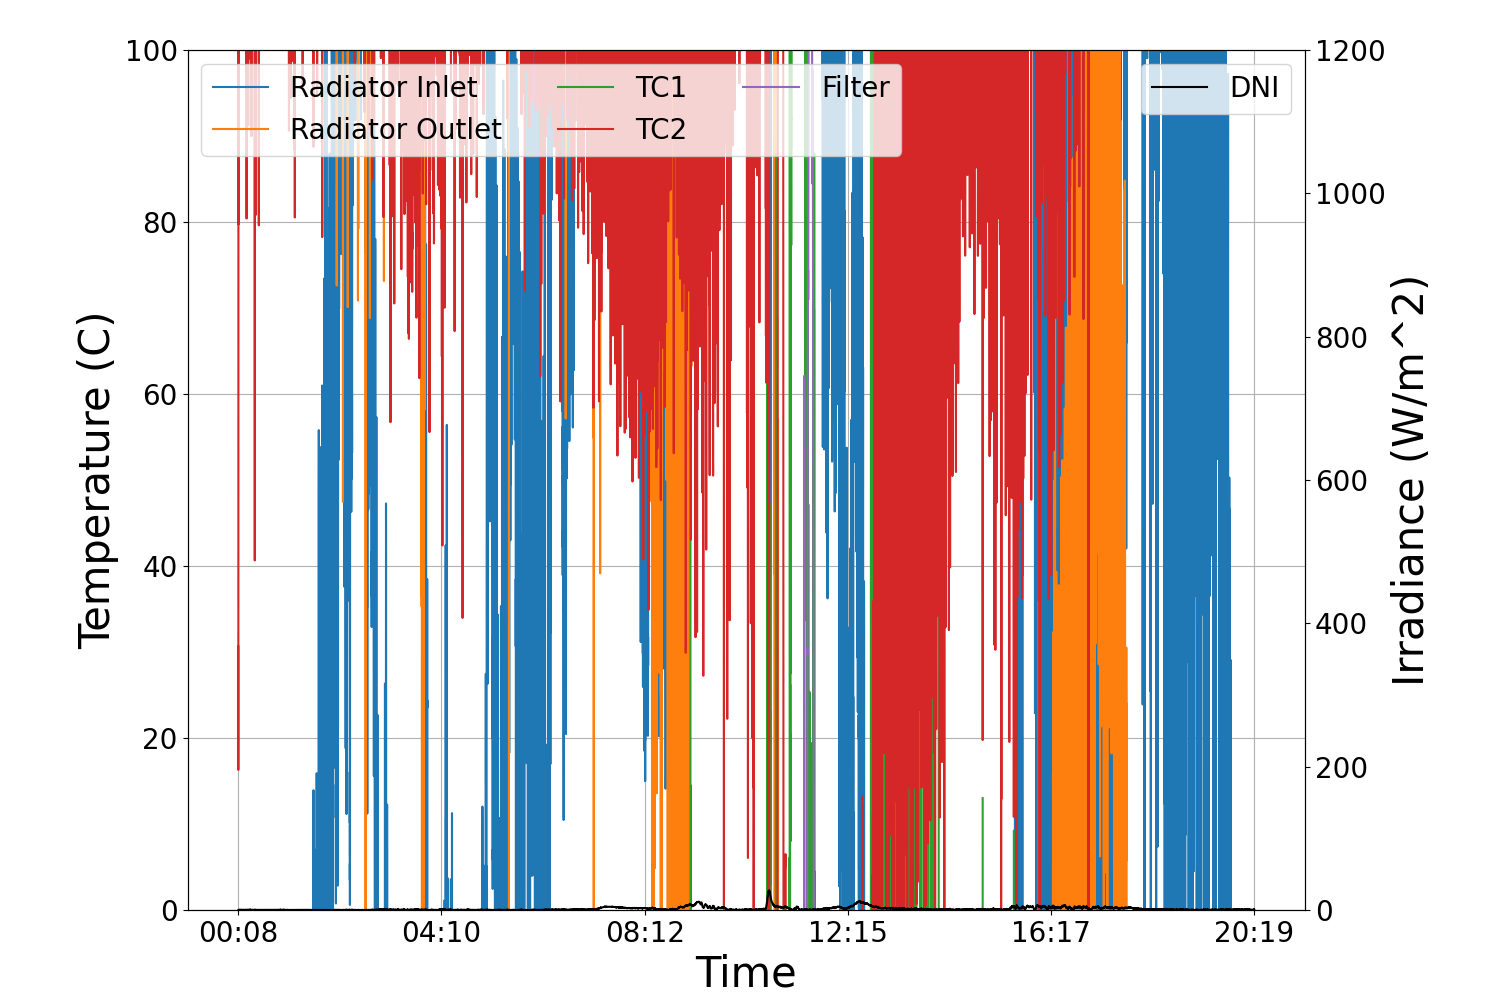 100
80
60
40
20
0
Temperature (C)
Radiator Inlet
Radiator Outlet
TC1
TC2
Filter
DNI
1200
1000
800
600
400
200
0
Irradiance (W/m^2)
00:08 04:10 08:12 12:15 16:17 20:19
Time